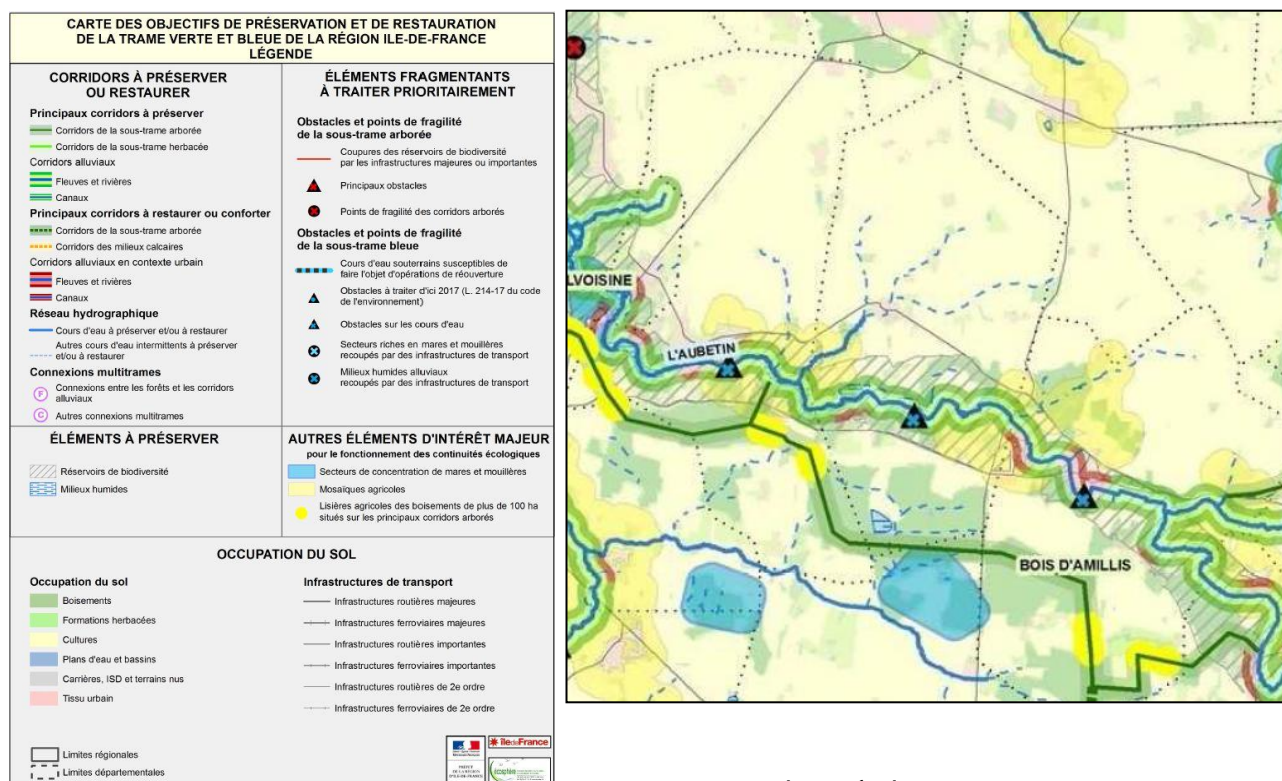 CARTE DES OBJECTIFS DE PRÉSERVATION ET DE RESTAURATION
DE LA TRAME VERTE ET BLEUE DE LA RÉGION ILE-DE-FRANCE
LÉGENDE
CORRIDORS À PRÉSERVER
OU RESTAURER
Principaux corridors à préserver
Corridors de la sous-trame arborée
Corridors de la sous-trame herbacée
Corridors alluviaux
Fleuves et rivières
Canaux
Principaux corridors à restaurer ou conforter
Corridors de la sous-trame arborée
Corridors des milieux calcaires
Corridors alluviaux en contexte urbain
Fleuves et rivières
Canaux
Réseau hydrographique
Cours d'eau à préserver et/ou à restaurer
Autres cours d'eau intermittents à préserver
et/ou à restaurer
Connexions multitrames
F
Connexions entre les forêts et les corridors
alluviaux
C
Autres connexions multitrames
ÉLÉMENTS FRAGMENTANTS
À TRAITER PRIORITAIREMENT
Obstacles et points de fragilité
de la sous-trame arborée
Coupures des réservoirs de biodiversité
par les infrastructures majeures ou importantes
Principaux obstacles
Points de fragilité des corridors arborés
Obstacles et points de fragilité
de la sous-trame bleue
Cours d'eau souterrains susceptibles de
faire l'objet d'opérations de réouverture
Obstacles à traiter d'ici 2017 (L. 214-17 du code
de l'environnement)
Obstacles sur les cours d'eau
Secteurs riches en mares et mouillères
recoupés par des infrastructures de transport
Milieux humides alluviaux
recoupés par des infrastructures de transport
ÉLÉMENTS À PRÉSERVER
Réservoirs de biodiversité
Milieux humides
AUTRES ÉLÉMENTS D'INTÉRÊT MAJEUR
pour le fonctionnement des continuités écologiques
Secteurs de concentration de mares et mouillères
Mosaïques agricoles
Lisières agricoles des boisements de plus de 100 ha
situés sur les principaux corridors arborés
OCCUPATION DU SOL
Occupation du sol
Boisements
Formations herbacées
Cultures
Plans d'eau et bassins
Carrières, ISD et terrains nus
Tissu urbain
Infrastructures de transport
Infrastructures routières majeures
Infrastructures ferroviaires majeures
Infrastructures routières importantes
Infrastructures ferroviaires importantes
Infrastructures routières de 2e ordre
Infrastructures ferroviaires de 2e ordre
Limites régionales
Limites départementales
île de France
LVOISINE
L'AUBETIN
BOIS D'AMILLIS